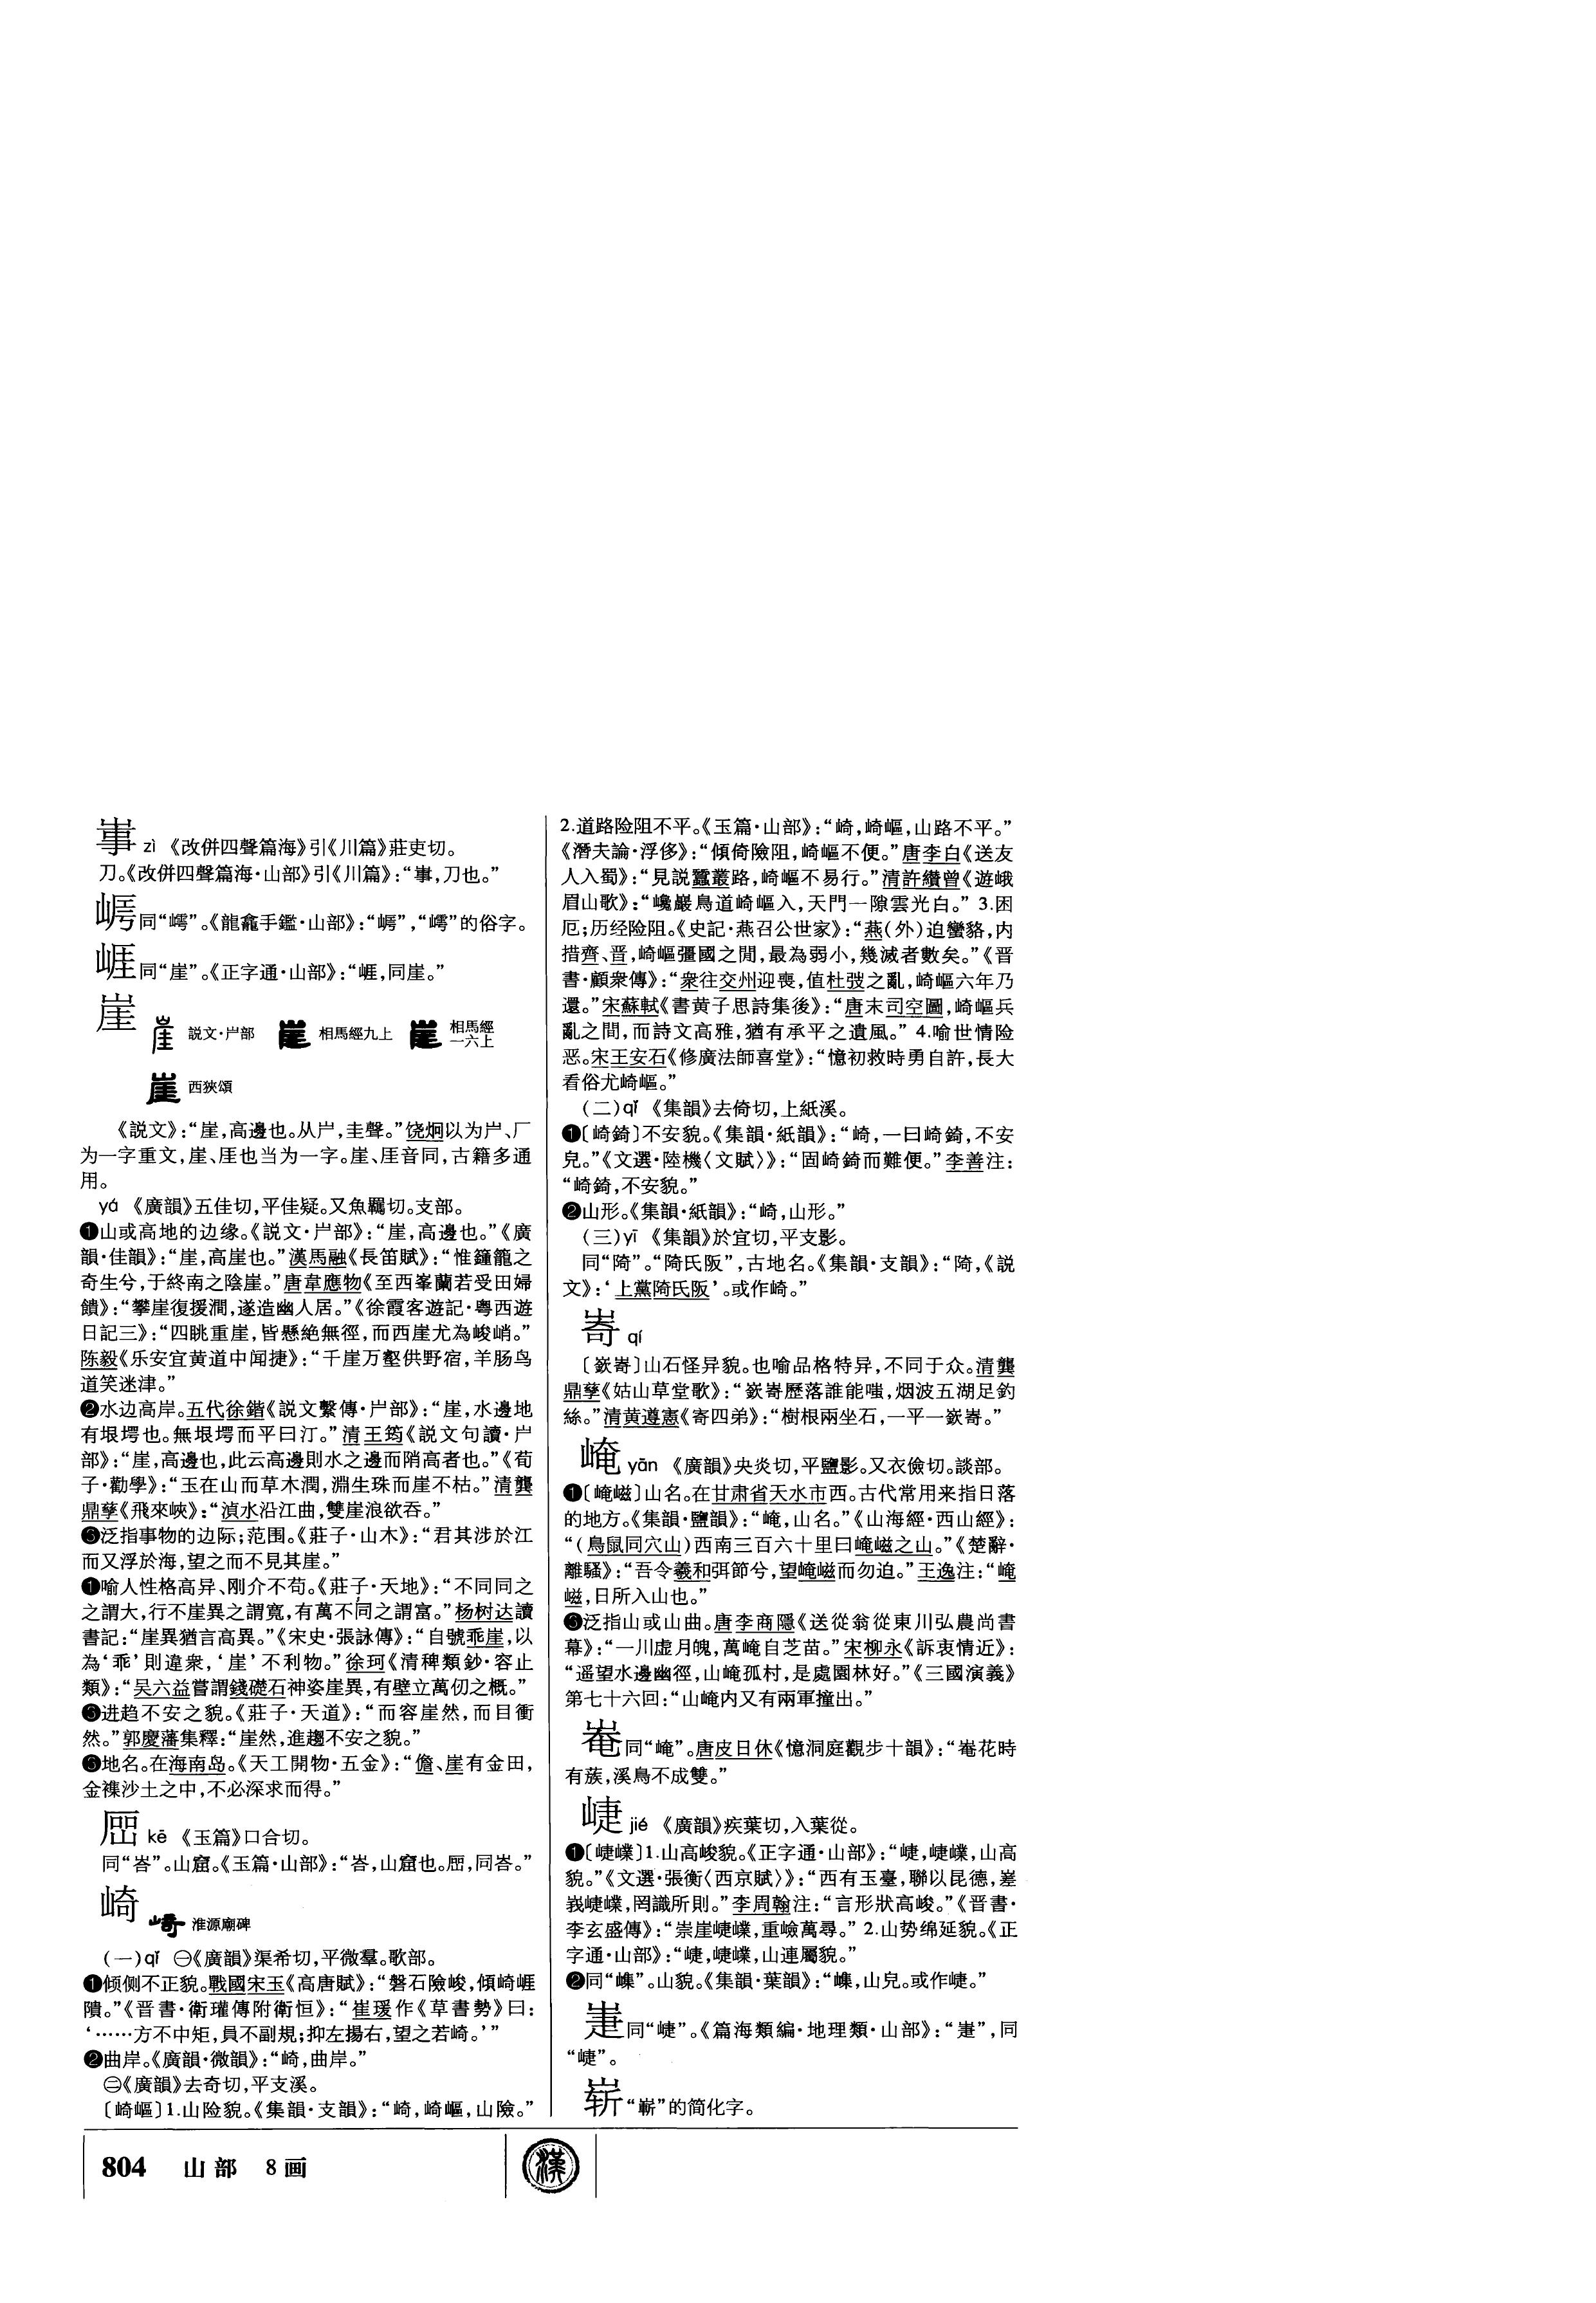 zì 《改併四聲篇海》引《川篇》莊吏切。
刀。《改併四聲篇海·山部》引《川篇》:“,刀也。”
同“嶀”。《龍龕手鑑·山部》:“”,“嶀”的俗字。
崕同“崖”。《正字通·山部》:“崕,同崖。”
崖
説文·屵部 相馬經九上 相馬經
一六上
西狹頌
《説文》:“崖,高邊也。从屵,圭聲。”饶炯以为屵、厂
为一字重文,崖、厓也当为一字。崖、厓音同,古籍多通
用。
yá 《廣韻》五佳切,平佳疑。又魚羈切。支部。
❶山或高地的边缘。《説文·屵部》:“崖,高邊也。”《廣
韻·佳韻》:“崖,高崖也。”漢馬融《長笛賦》:“惟籦籠之
奇生兮,于終南之陰崖。”唐韋應物《至西峯蘭若受田婦
饋》:“攀崖復援澗,遂造幽人居。”《徐霞客遊記·粵西遊
日記三》:“四眺重崖,皆懸絶無徑,而西崖尤為峻峭。”
陈毅《乐安宜黄道中闻捷》:“千崖万壑供野宿,羊肠鸟
道笑迷津。”
❷水边高岸。五代徐鍇《説文繫傳·屵部》:“崖,水邊地
有垠堮也。無垠堮而平曰汀。”清王筠《説文句讀·屵
部》:“崖,高邊也,此云高邊則水之邊而陗高者也。”《荀
子·勸學》:“玉在山而草木潤,淵生珠而崖不枯。”清龔
鼎孳《飛來峽》:“湞水沿江曲,雙崖浪欲吞。”
❸泛指事物的边际;范围。《莊子·山木》:“君其涉於江
而又浮於海,望之而不見其崖。”
❶喻人性格高异、刚介不苟。《莊子·天地》:“不同同之
之謂大,行不崖異之謂寬,有萬不同之謂富。”杨树达讀
書記:“崖異猶言高異。”《宋史·張詠傳》:“自號乖崖,以
為‘乖’則違衆,‘崖’不利物。”徐珂《清稗類鈔·容止
類》:“吴六益嘗謂錢礎石神姿崖異,有壁立萬仞之概。”
❸进趋不安之貌。《莊子·天道》:“而容崖然,而目衝
然。”郭慶藩集釋:“崖然,進趨不安之貌。”
❸地名。在海南岛。《天工開物·五金》:“儋、崖有金田,
金襍沙土之中,不必深求而得。”
kē 《玉篇》口合切。
同“峇”。山窟。《玉篇·山部》:“峇,山窟也。,同峇。”
崎
淮源廟碑
(一)qí ㊀《廣韻》渠希切,平微羣。歌部。
❶倾侧不正貌。戰國宋玉《高唐賦》:“磐石險峻,傾崎崕
隤。”《晋書·衛瓘傳附衛恒》:“崔瑗作《草書勢》曰:
‘……方不中矩,員不副規;抑左揚右,望之若崎。’”
❷曲岸。《廣韻·微韻》:“崎,曲岸。”
㊁《廣韻》去奇切,平支溪。
〔崎嶇〕1.山险貌。《集韻·支韻》:“崎,崎嶇,山險。”
2.道路险阻不平。《玉篇·山部》:“崎,崎嶇,山路不平。”
《潛夫論·浮侈》:“傾倚險阻,崎嶇不便。”唐李白《送友
人入蜀》:“見説蠶叢路,崎嶇不易行。”清許纘曾《遊峨
眉山歌》:“巉巖鳥道崎嶇入,天門一隙雲光白。” 3.困
厄;历经险阻。《史記·燕召公世家》:“燕(外)迫蠻貉,内
措齊、晋,崎嶇彊國之閒,最為弱小,幾滅者數矣。”《晋
書·顧衆傳》:“衆往交州迎喪,值杜弢之亂,崎嶇六年乃
還。”宋蘇軾《書黄子思詩集後》:“唐末司空圖,崎嶇兵
亂之間,而詩文高雅,猶有承平之遺風。” 4.喻世情险
恶。宋王安石《修廣法師喜堂》:“憶初救時勇自許,長大
看俗尤崎嶇。”
(二)qǐ 《集韻》去倚切,上紙溪。
❶〔崎錡〕不安貌。《集韻·紙韻》:“崎,一曰崎錡,不安
皃。”《文選·陸機〈文賦〉》:“固崎錡而難便。”李善注:
“崎錡,不安貌。”
❷山形。《集韻·紙韻》:“崎,山形。”
(三)yī 《集韻》於宜切,平支影。
同“陭”。“陭氏阪”,古地名。《集韻·支韻》:“陭,《説
文》:‘上黨陭氏阪’。或作崎。”
嵜 qí
〔嶔嵜〕山石怪异貌。也喻品格特异,不同于众。清龔
鼎孳《姑山草堂歌》:“嶔嵜歷落誰能嗤,烟波五湖足釣
絲。”清黄遵憲《寄四弟》:“樹根兩坐石,一平一嶔嵜。”
崦 yān 《廣韻》央炎切,平鹽影。又衣儉切。談部。
❶〔崦嵫〕山名。在甘肃省天水市西。古代常用来指日落
的地方。《集韻·鹽韻》:“崦,山名。”《山海經·西山經》:
“(鳥鼠同穴山)西南三百六十里曰崦嵫之山。”《楚辭·
離騷》:“吾令羲和弭節兮,望崦嵫而勿迫。”王逸注:“崦
嵫,日所入山也。”
❸泛指山或山曲。唐李商隱《送從翁從東川弘農尚書
幕》:“一川虚月魄,萬崦自芝苗。”宋柳永《訴衷情近》:
“遥望水邊幽徑,山崦孤村,是處園林好。”《三國演義》
第七十六回:“山崦内又有兩軍撞出。”
同“崦”。唐皮日休《憶洞庭觀步十韻》:“花時
有蔟,溪鳥不成雙。”
崨 jié 《廣韻》疾葉切,入葉從。
❶〔崨嶫〕1.山高峻貌。《正字通·山部》:“崨,崨嶫,山高
貌。”《文選·張衡〈西京賦〉》:“西有玉臺,聯以昆德,嵳
峩崨嶫,罔識所則。”李周翰注:“言形狀高峻。”《晋書·
李玄盛傳》:“崇崖崨嶫,重嶮萬尋。” 2.山势绵延貌。《正
字通·山部》:“崨,崨嶫,山連屬貌。”
❷同“㠍”。山貌。《集韻·葉韻》:“㠍,山皃。或作崨。”
同“崨”。《篇海類編·地理類·山部》:“”,同
“崨”。
崭“嶄”的简化字。
804 山部 8画
漢